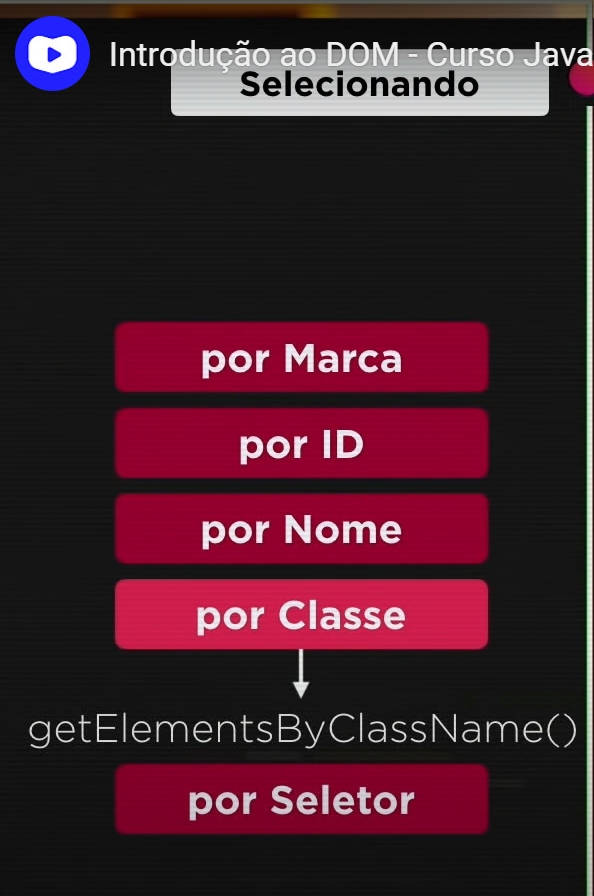 Introdução ao DOM - Curso Java
Selecionando
por Marca
por ID
por Nome
por Classe
getElementsByClassName()
por Seletor